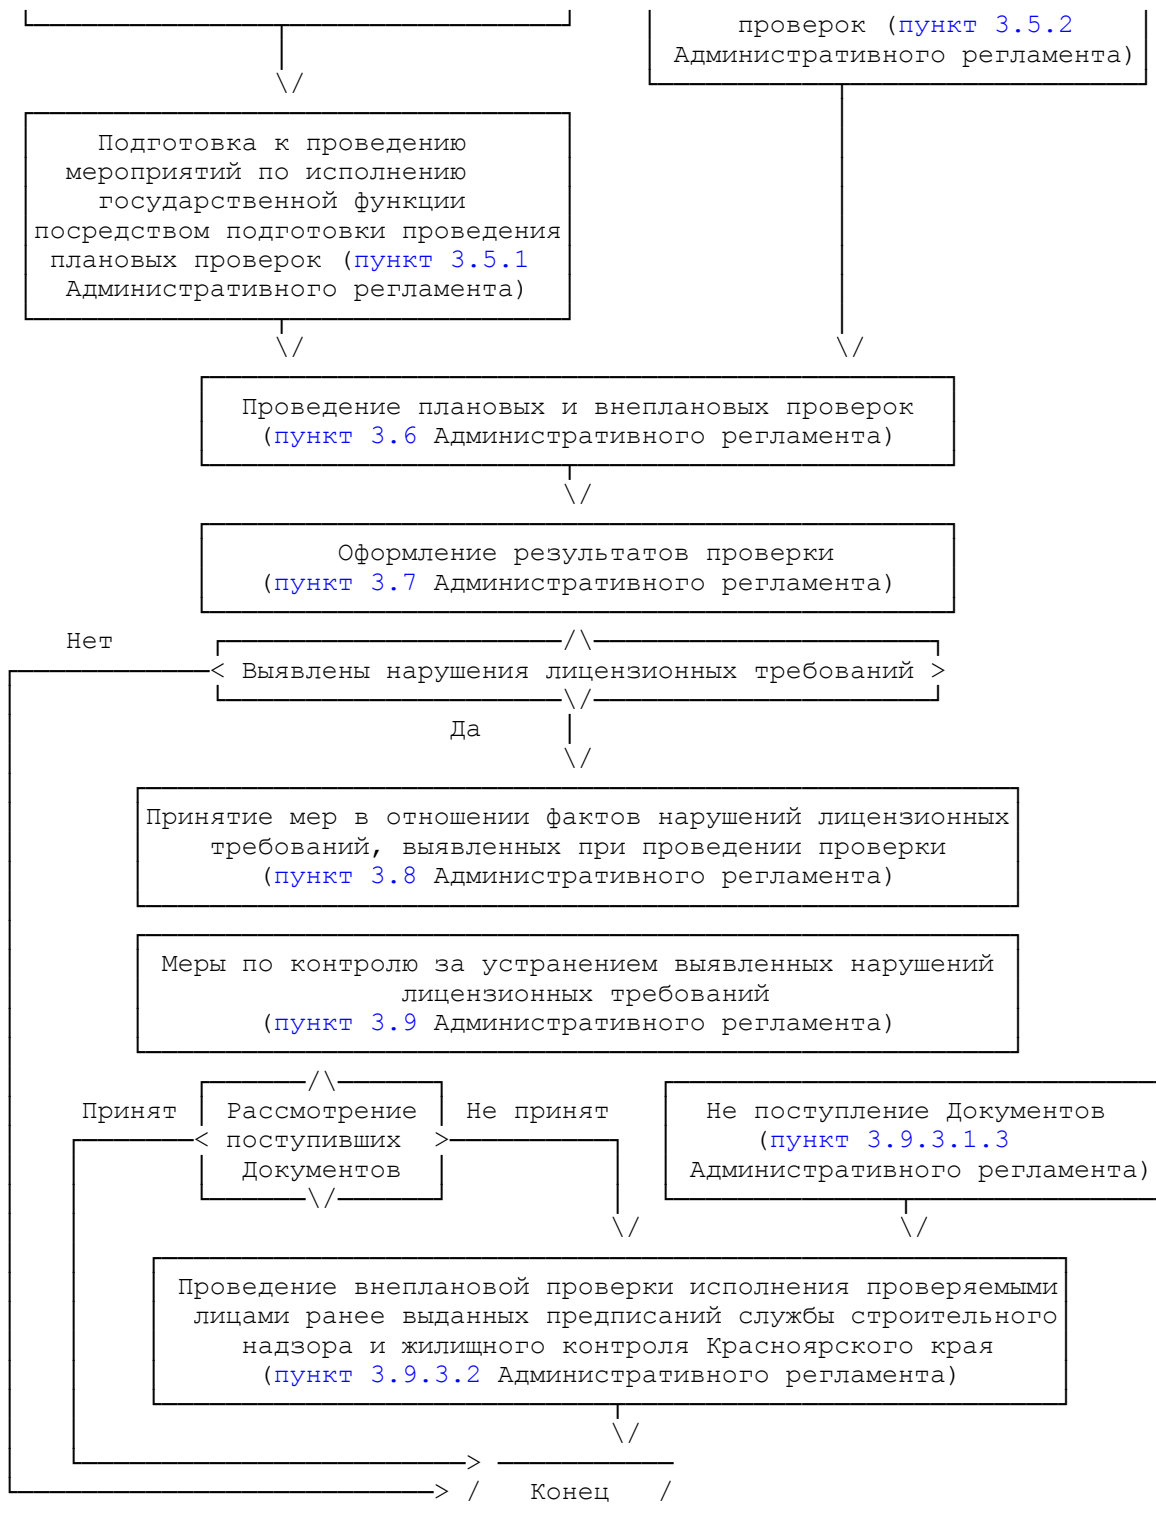 проверок (пункт 3.5.2
Административного регламента)
Подготовка к проведению
мероприятий по исполнению
государственной функции
посредством подготовки проведения
плановых проверок (пункт 3.5.1
Административного регламента)
Проведение плановых и внеплановых проверок
(пункт 3.6 Административного регламента)
Оформление результатов проверки
(пункт 3.7 Административного регламента)
Нет
Выявлены нарушения лицензионных требований
Да
Принятие мер в отношении фактов нарушений лицензионных
требований, выявленных при проведении проверки
(пункт 3.8 Административного регламента)
Меры по контролю за устранением выявленных нарушений
лицензионных требований
(пункт 3.9 Административного регламента)
Принят
Рассмотрение
поступивших
Документов
Не принят
Не поступление Документов
(пункт 3.9.3.1.3
Административного регламента)
Проведение внеплановой проверки исполнения проверяемыми
лицами ранее выданных предписаний службы строительного
надзора и жилищного контроля Красноярского края
(пункт 3.9.3.2 Административного регламента)
Конец